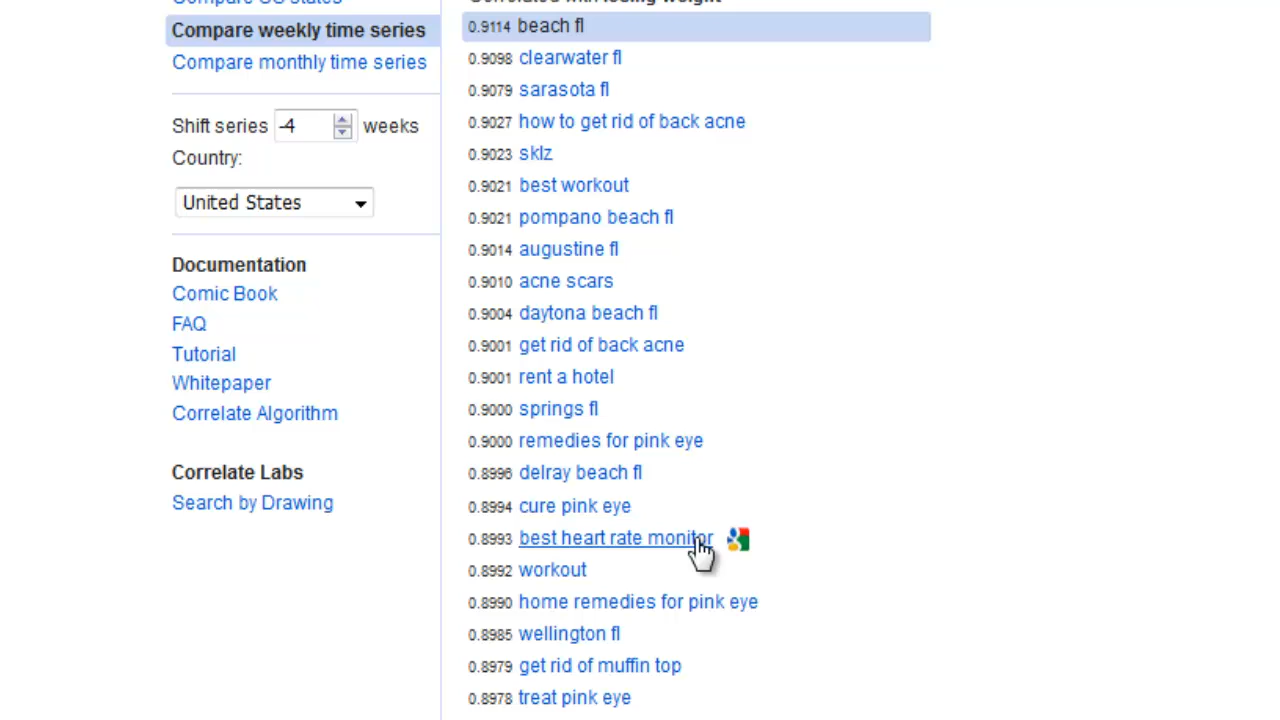 Compare US states
Compare weekly time series
Compare monthly time series
Shift series -4 weeks
Country:
United States
Documentation
Comic Book
FAQ
Tutorial
Whitepaper
Correlate Algorithm
Correlate Labs
Search by Drawing
Correlated with losing weight
0.9114 beach fl
0.9098 clearwater fl
0.9079 sarasota fl
0.9027 how to get rid of back acne
0.9023 sklz
0.9021 best workout
0.9021 pompano beach fl
0.9014 augustine fl
0.9010 acne scars
0.9004 daytona beach fl
0.9001 get rid of back acne
0.9001 rent a hotel
0.9000 springs fl
0.9000 remedies for pink eye
0.8996 delray beach fl
0.8994 cure pink eye
0.8993 best heart rate monitor
0.8992 workout
0.8990 home remedies for pink eye
0.8985 wellington fl
0.8979 get rid of muffin top
0.8978 treat pink eye